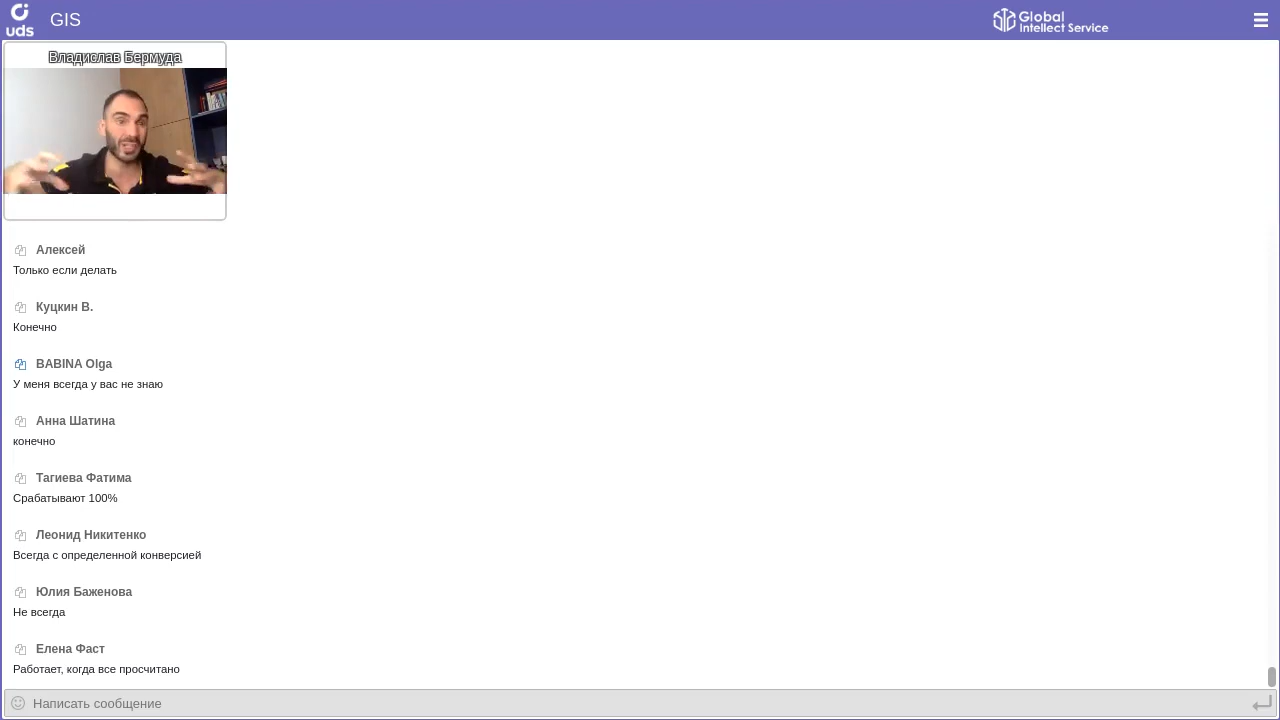 uds
GIS
Global
Intellect Service
Владислав Бермуда
Алексей
Только если делать
Куцкин В.
Конечно
BABINA Olga
У меня всегда у вас не знаю
Анна Шатина
конечно
Тагиева Фатима
Срабатывают 100%
Леонид Никитенко
Всегда с определенной конверсией
Юлия Баженова
Не всегда
Елена Фаст
Работает, когда все просчитано
Написать сообщение